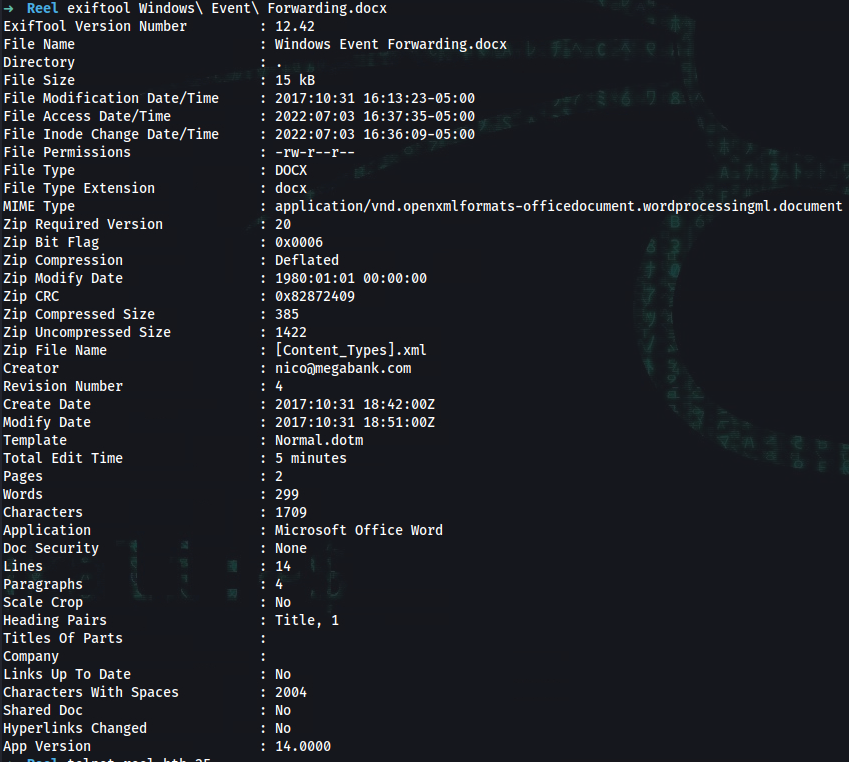 → Reel exiftool Windows\ Event\ Forwarding.docx
ExifTool Version Number : 12.42
File Name : Windows Event Forwarding.docx
Directory : .
File Size : 15 kB
File Modification Date/Time : 2017:10:31 16:13:23-05:00
File Access Date/Time : 2022:07:03 16:37:35-05:00
File Inode Change Date/Time : 2022:07:03 16:36:09-05:00
File Permissions : -rw-r--r--
File Type : DOCX
File Type Extension : docx
MIME Type : application/vnd.openxmlformats-officedocument.wordprocessingml.document
Zip Required Version : 20
Zip Bit Flag : 0x0006
Zip Compression : Deflated
Zip Modify Date : 1980:01:01 00:00:00
Zip CRC : 0x82872409
Zip Compressed Size : 385
Zip Uncompressed Size : 1422
Zip File Name : [Content_Types].xml
Creator : nico@megabank.com
Revision Number : 4
Create Date : 2017:10:31 18:42:00Z
Modify Date : 2017:10:31 18:51:00Z
Template : Normal.dotm
Total Edit Time : 5 minutes
Pages : 2
Words : 299
Characters : 1709
Application : Microsoft Office Word
Doc Security : None
Lines : 14
Paragraphs : 4
Scale Crop : No
Heading Pairs : Title, 1
Titles Of Parts :
Company :
Links Up To Date : No
Characters With Spaces : 2004
Shared Doc : No
Hyperlinks Changed : No
App Version : 14.0000